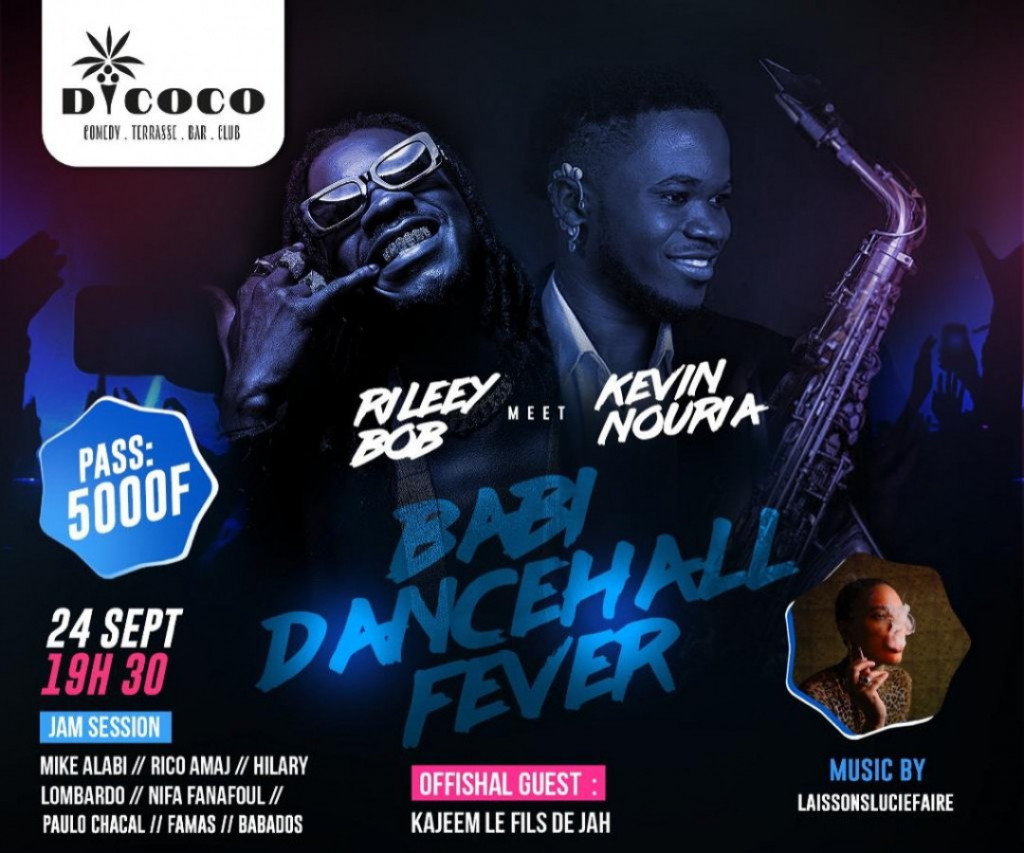 D COCO
COMEDY . TERRASSE . BAR . CLUB
RILEEY
BOB
MEET
KEVIN
NOURIA
PASS:
5000F
BABI
DANCEHALL
FEVER
24 SEPT
19H 30
JAM SESSION
MIKE ALABI // RICO AMAJ // HILARY
LOMBARDO // NIFA FANAFOUL //
PAULO CHACAL // FAMAS // BABADOS
OFFISHAL GUEST :
KAJEEM LE FILS DE JAH
MUSIC BY
LAISSONSLUCIEFAIRE